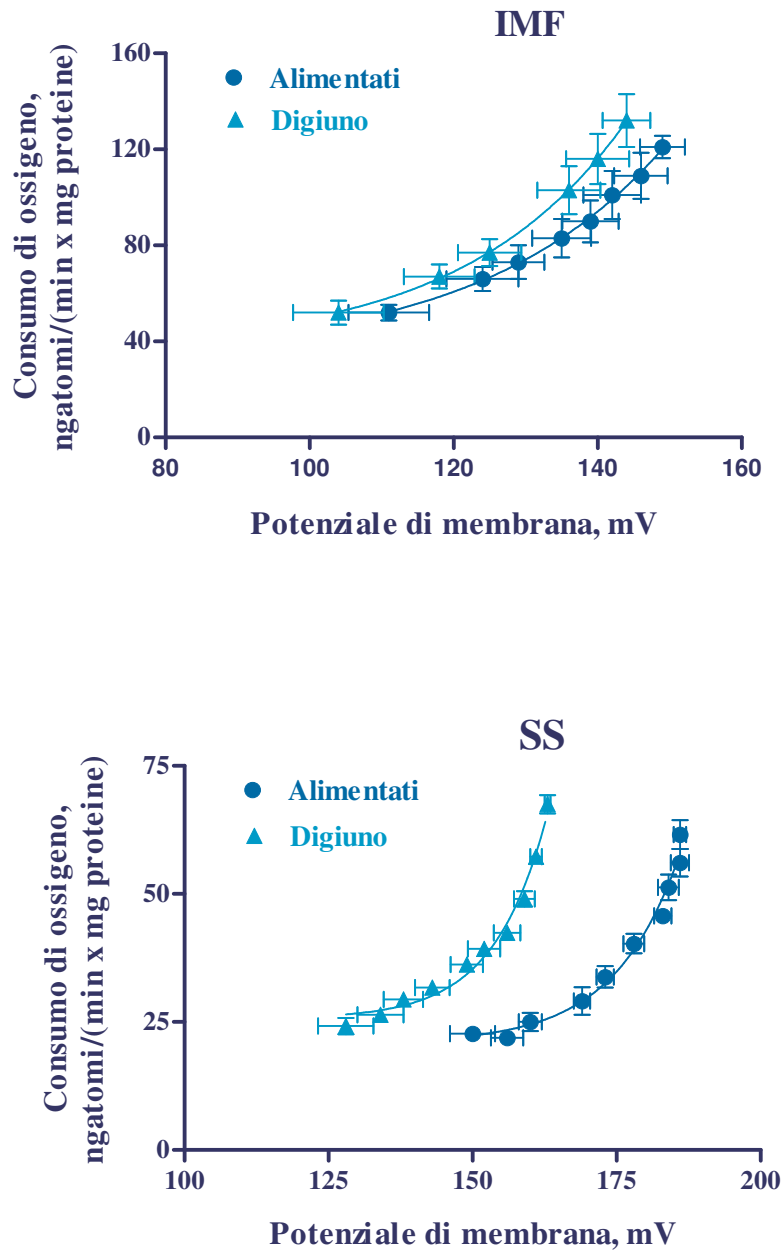 IMF
160
120
80
40
0
Alimentati
Digiuno
Consumo di ossigeno,
ngatomi/(min x mg proteine)
80 100 120 140 160
Potenziale di membrana, mV
SS
75
50
25
0
Alimentati
Digiuno
Consumo di ossigeno,
ngatomi/(min x mg proteine)
100 125 150 175 200
Potenziale di membrana, mV